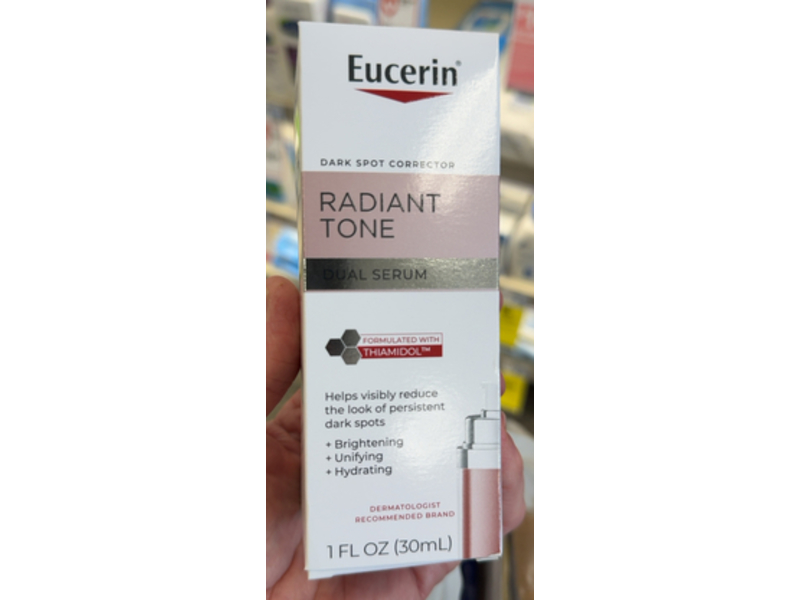 Eucerin®
DARK SPOT CORRECTOR
RADIANT
TONE
DUAL SERUM
FORMULATED WITH
THIAMIDOL™
Helps visibly reduce
the look of persistent
dark spots
+ Brightening
+ Unifying
+ Hydrating
DERMATOLOGIST
RECOMMENDED BRAND
1 FL OZ (30mL)